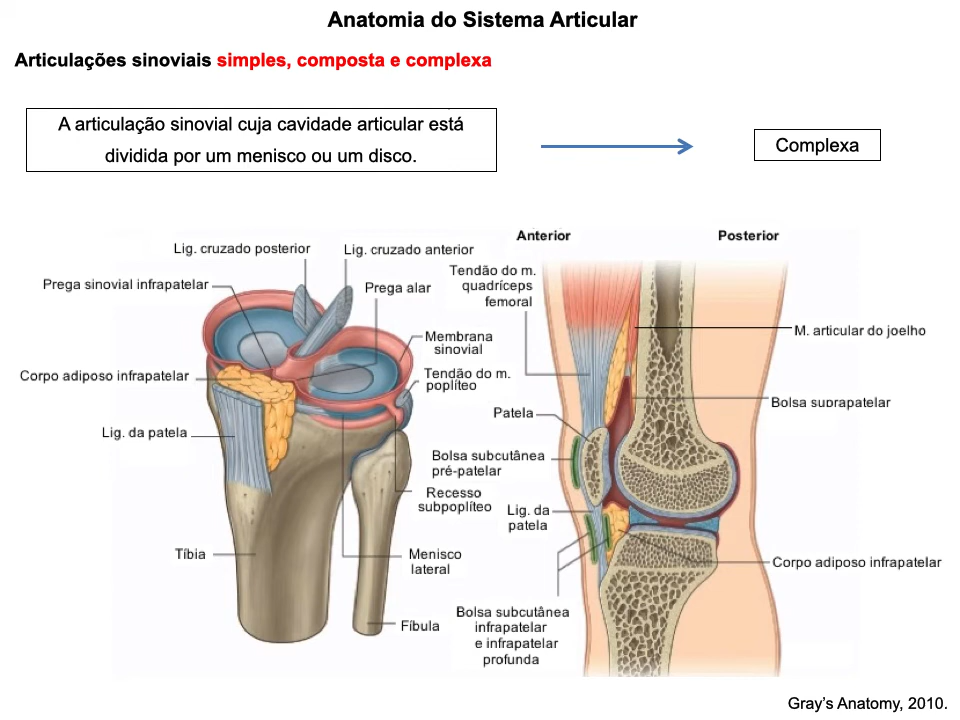 Anatomia do Sistema Articular
Articulações sinoviais simples, composta e complexa
A articulação sinovial cuja cavidade articular está
dividida por um menisco ou um disco.
Complexa
Lig. cruzado posterior
Lig. cruzado anterior
Prega sinovial infrapatelar
Prega alar
Membrana
sinovial
Corpo adiposo infrapatelar
Tendão do m.
poplíteo
Lig. da patela
Recesso
subpoplíteo
Tíbia
Menisco
lateral
Fíbula
Anterior
Posterior
Tendão do m.
quadríceps
femoral
M. articular do joelho
Bolsa suprapatelar
Patela
Bolsa subcutânea
pré-patelar
Lig. da
patela
Corpo adiposo infrapatelar
Bolsa subcutânea
infrapatelar
e infrapatelar
profunda
Gray’s Anatomy, 2010.